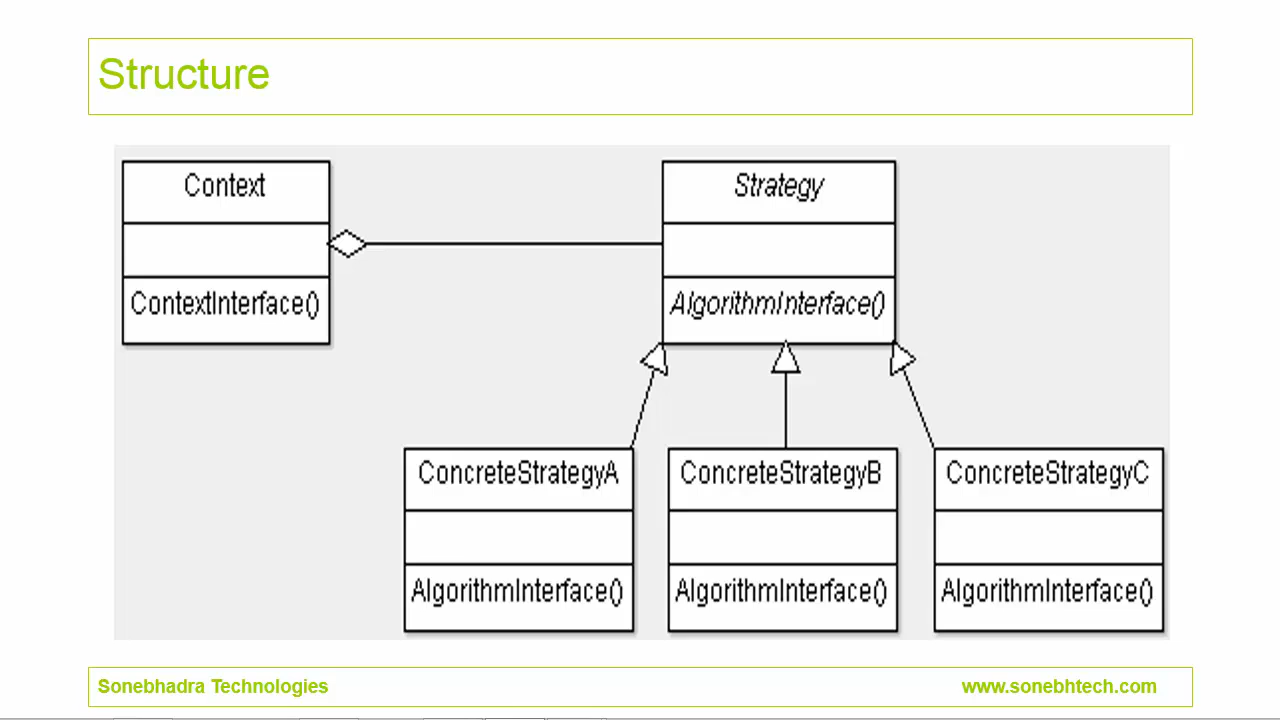 Structure
Context
Strategy
ContextInterface()
AlgorithmInterface()
ConcreteStrategyA
ConcreteStrategyB
ConcreteStrategyC
AlgorithmInterface()
AlgorithmInterface()
AlgorithmInterface()
Sonebhadra Technologies
www.sonebhtech.com